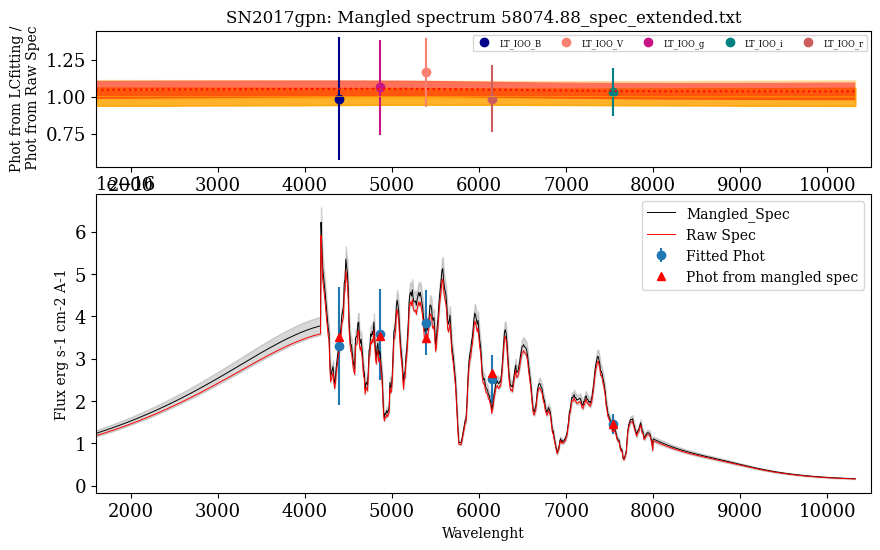 SN2017gpn: Mangled spectrum 58074.88_spec_extended.txt
Phot from LCfitting /
Phot from Raw Spec
1.25
1.00
0.75
LT_IOO_B LT_IOO_V LT_IOO_g LT_IOO_i LT_IOO_r
2000 3000 4000 5000 6000 7000 8000 9000 10000
1e−16
Flux erg s-1 cm-2 A-1
6
5
4
3
2
1
0
Mangled_Spec
Raw Spec
Fitted Phot
Phot from mangled spec
2000 3000 4000 5000 6000 7000 8000 9000 10000
Wavelenght